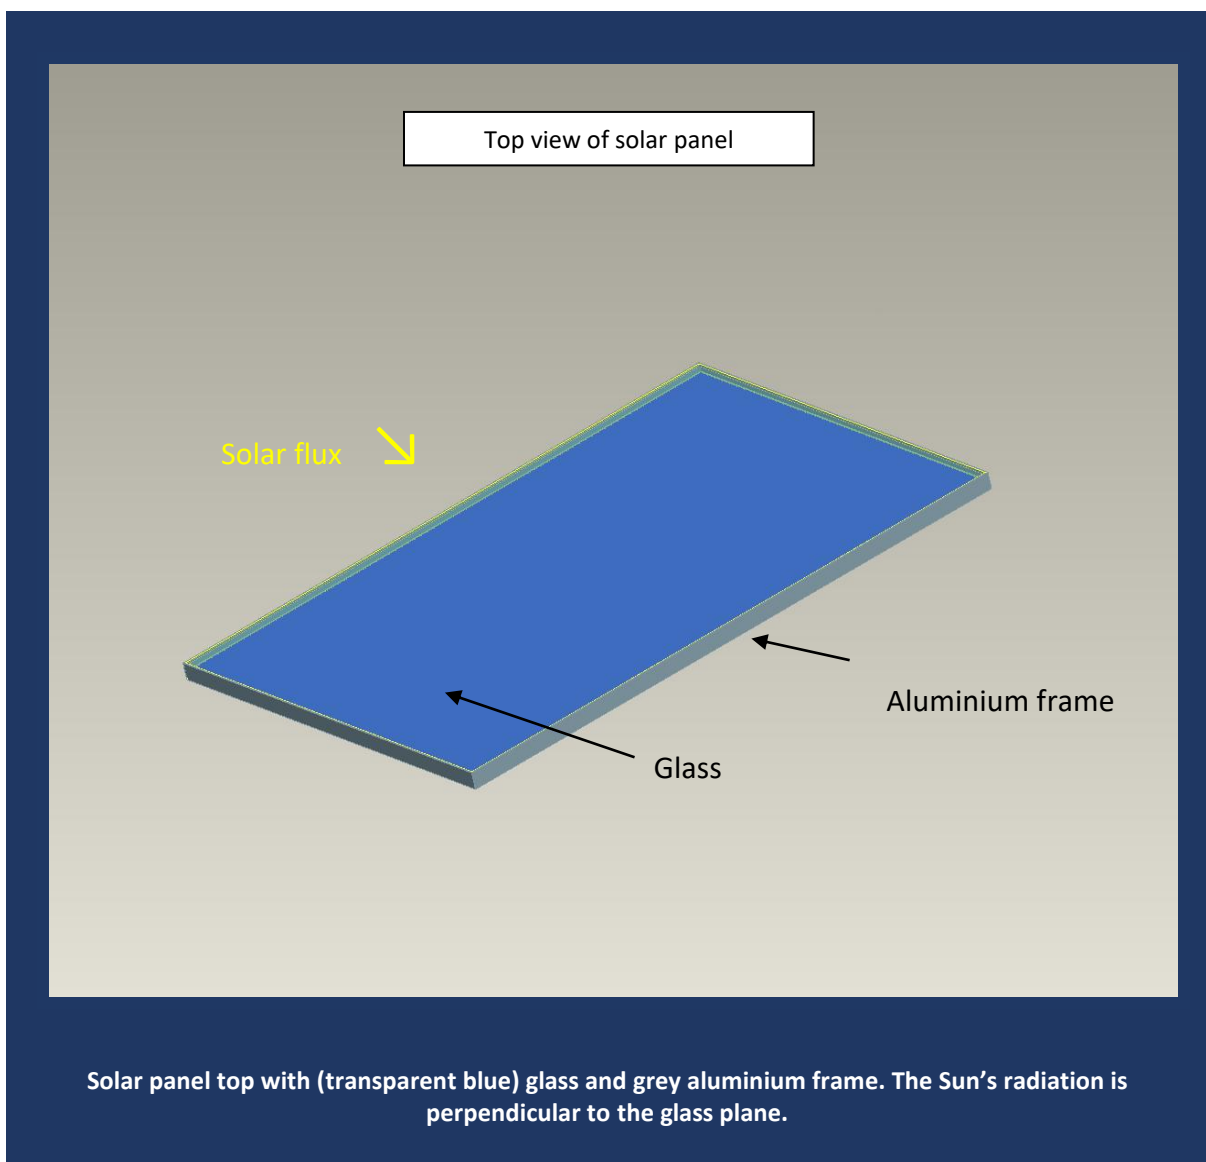 Top view of solar panel
Solar flux
Aluminium frame
Glass
Solar panel top with (transparent blue) glass and grey aluminium frame. The Sun’s radiation is
perpendicular to the glass plane.